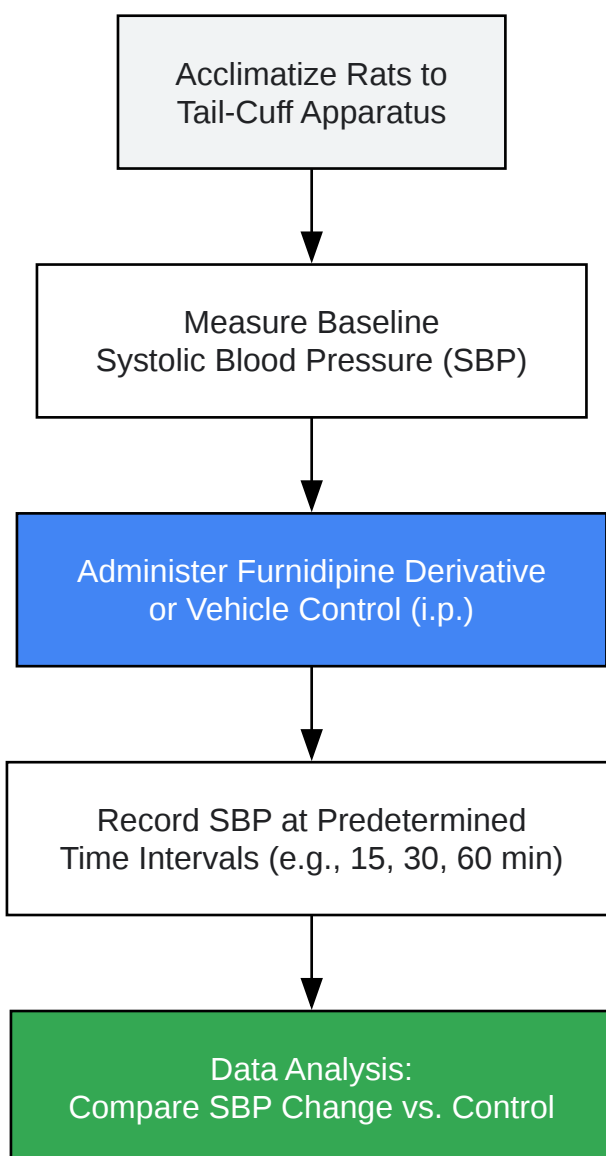 Acclimatize Rats to
Tail-Cuff Apparatus
Measure Baseline
Systolic Blood Pressure (SBP)
Administer Furnidipine Derivative
or Vehicle Control (i.p.)
Record SBP at Predetermined
Time Intervals (e.g., 15, 30, 60 min)
Data Analysis:
Compare SBP Change vs. Control